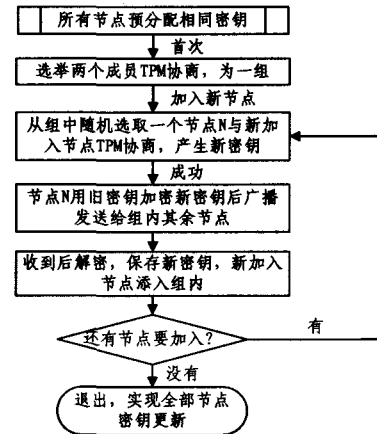 所有节点预分配相同密钥
首次
选举两个成员TPM协商，为一组
加入新节点
从组中随机选取一个节点N与新加
入节点TPM协商，产生新密钥
成功
节点N用旧密钥加密新密钥后广播
发送给组内其余节点
收到后解密，保存新密钥，新加入
节点添入组内
还有节点要加入?
有
没有
退出，实现全部节点
密钥更新